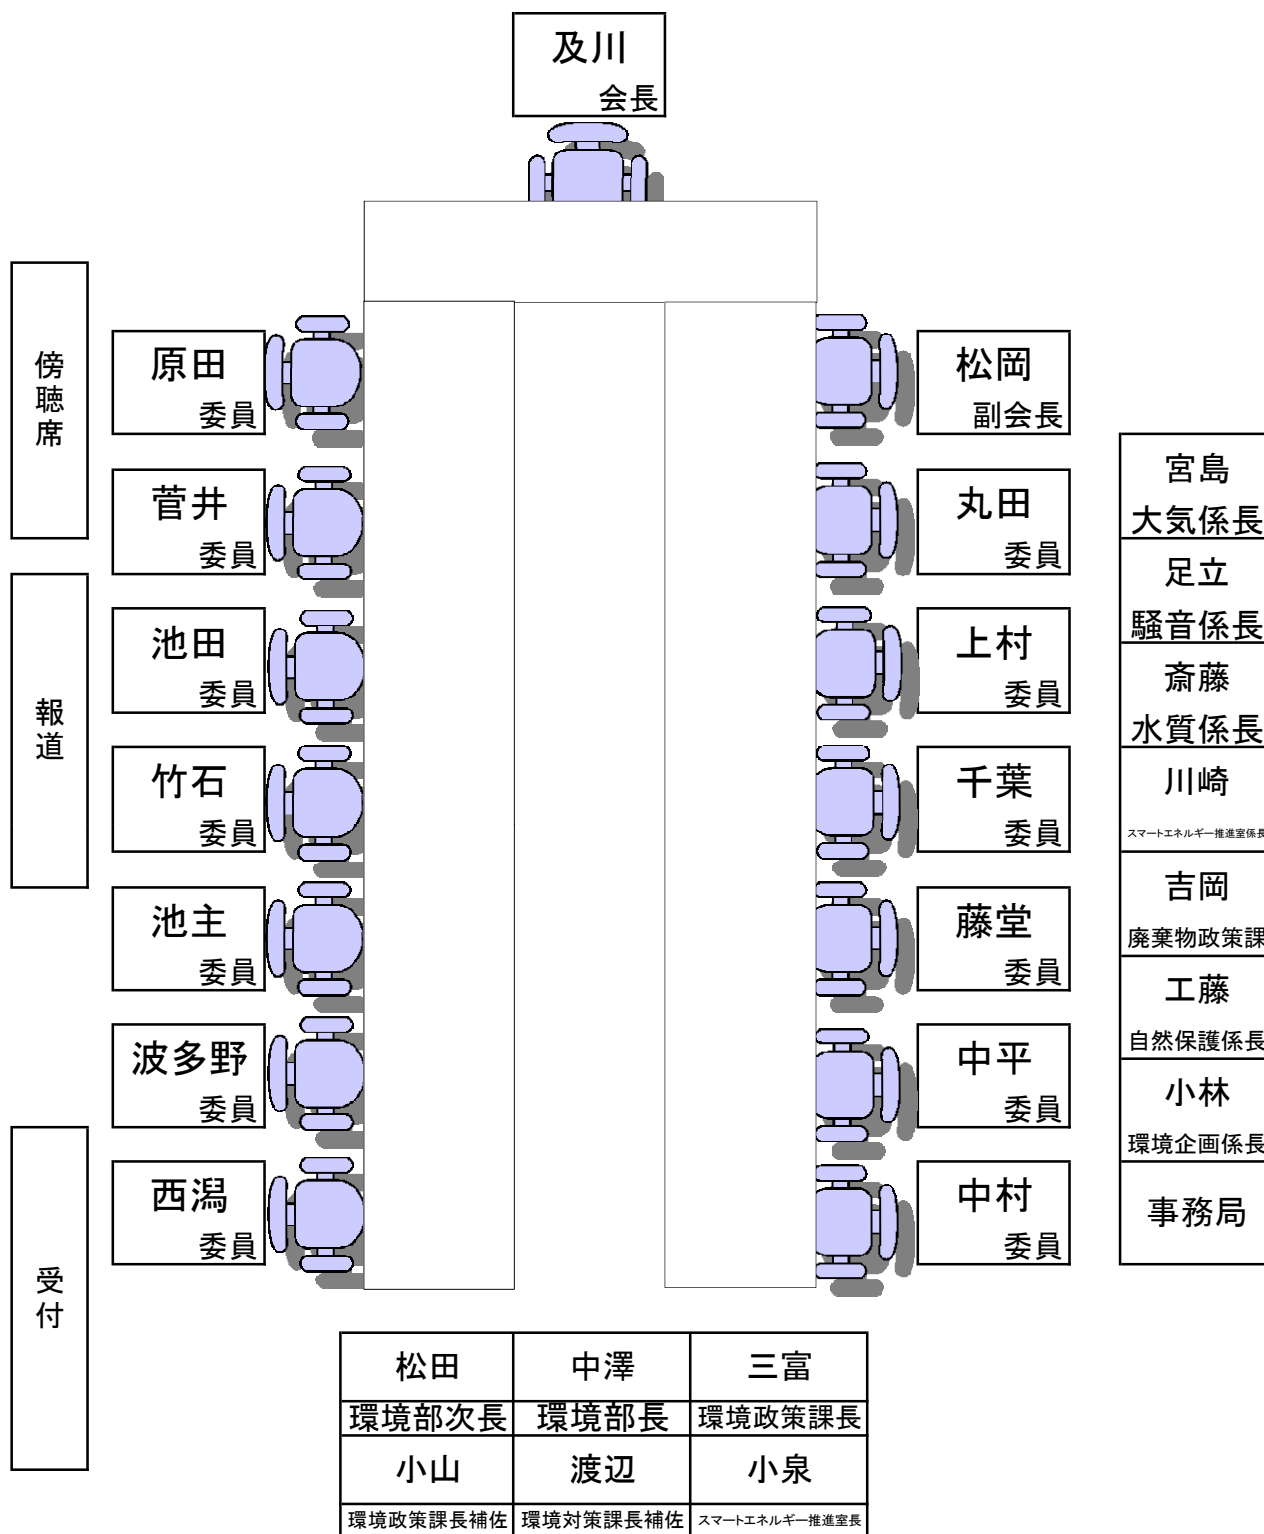 及川
会長
傍聴席
原田
委員
松岡
副会長
菅井
委員
丸田
委員
宮島
大気係長
足立
騒音係長
報道
池田
委員
上村
委員
斎藤
水質係長
竹石
委員
千葉
委員
川崎
スマートエネルギー推進室係長
池主
委員
藤堂
委員
吉岡
廃棄物政策課
工藤
自然保護係長
波多野
委員
中平
委員
小林
環境企画係長
受付
西潟
委員
中村
委員
事務局
松田
中澤
三富
環境部次長
環境部長
環境政策課長
小山
渡辺
小泉
環境政策課長補佐
環境対策課長補佐
スマートエネルギー推進室長